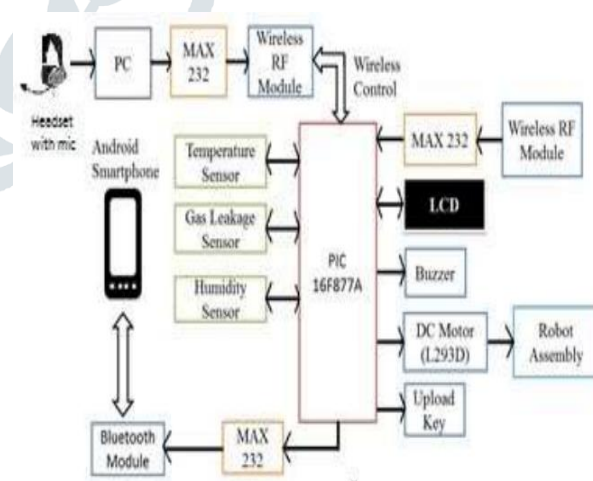 Headset
with mic
PC
MAX
232
Wireless
RF
Module
Wireless
Control
Android
Smartphone
Temperature
Sensor
Gas Leakage
Sensor
Humidity
Sensor
PIC
16F877A
MAX 232
Wireless RF
Module
LCD
Buzzer
DC Motor
(L293D)
Robot
Assembly
Upload
Key
Bluetooth
Module
MAX
232